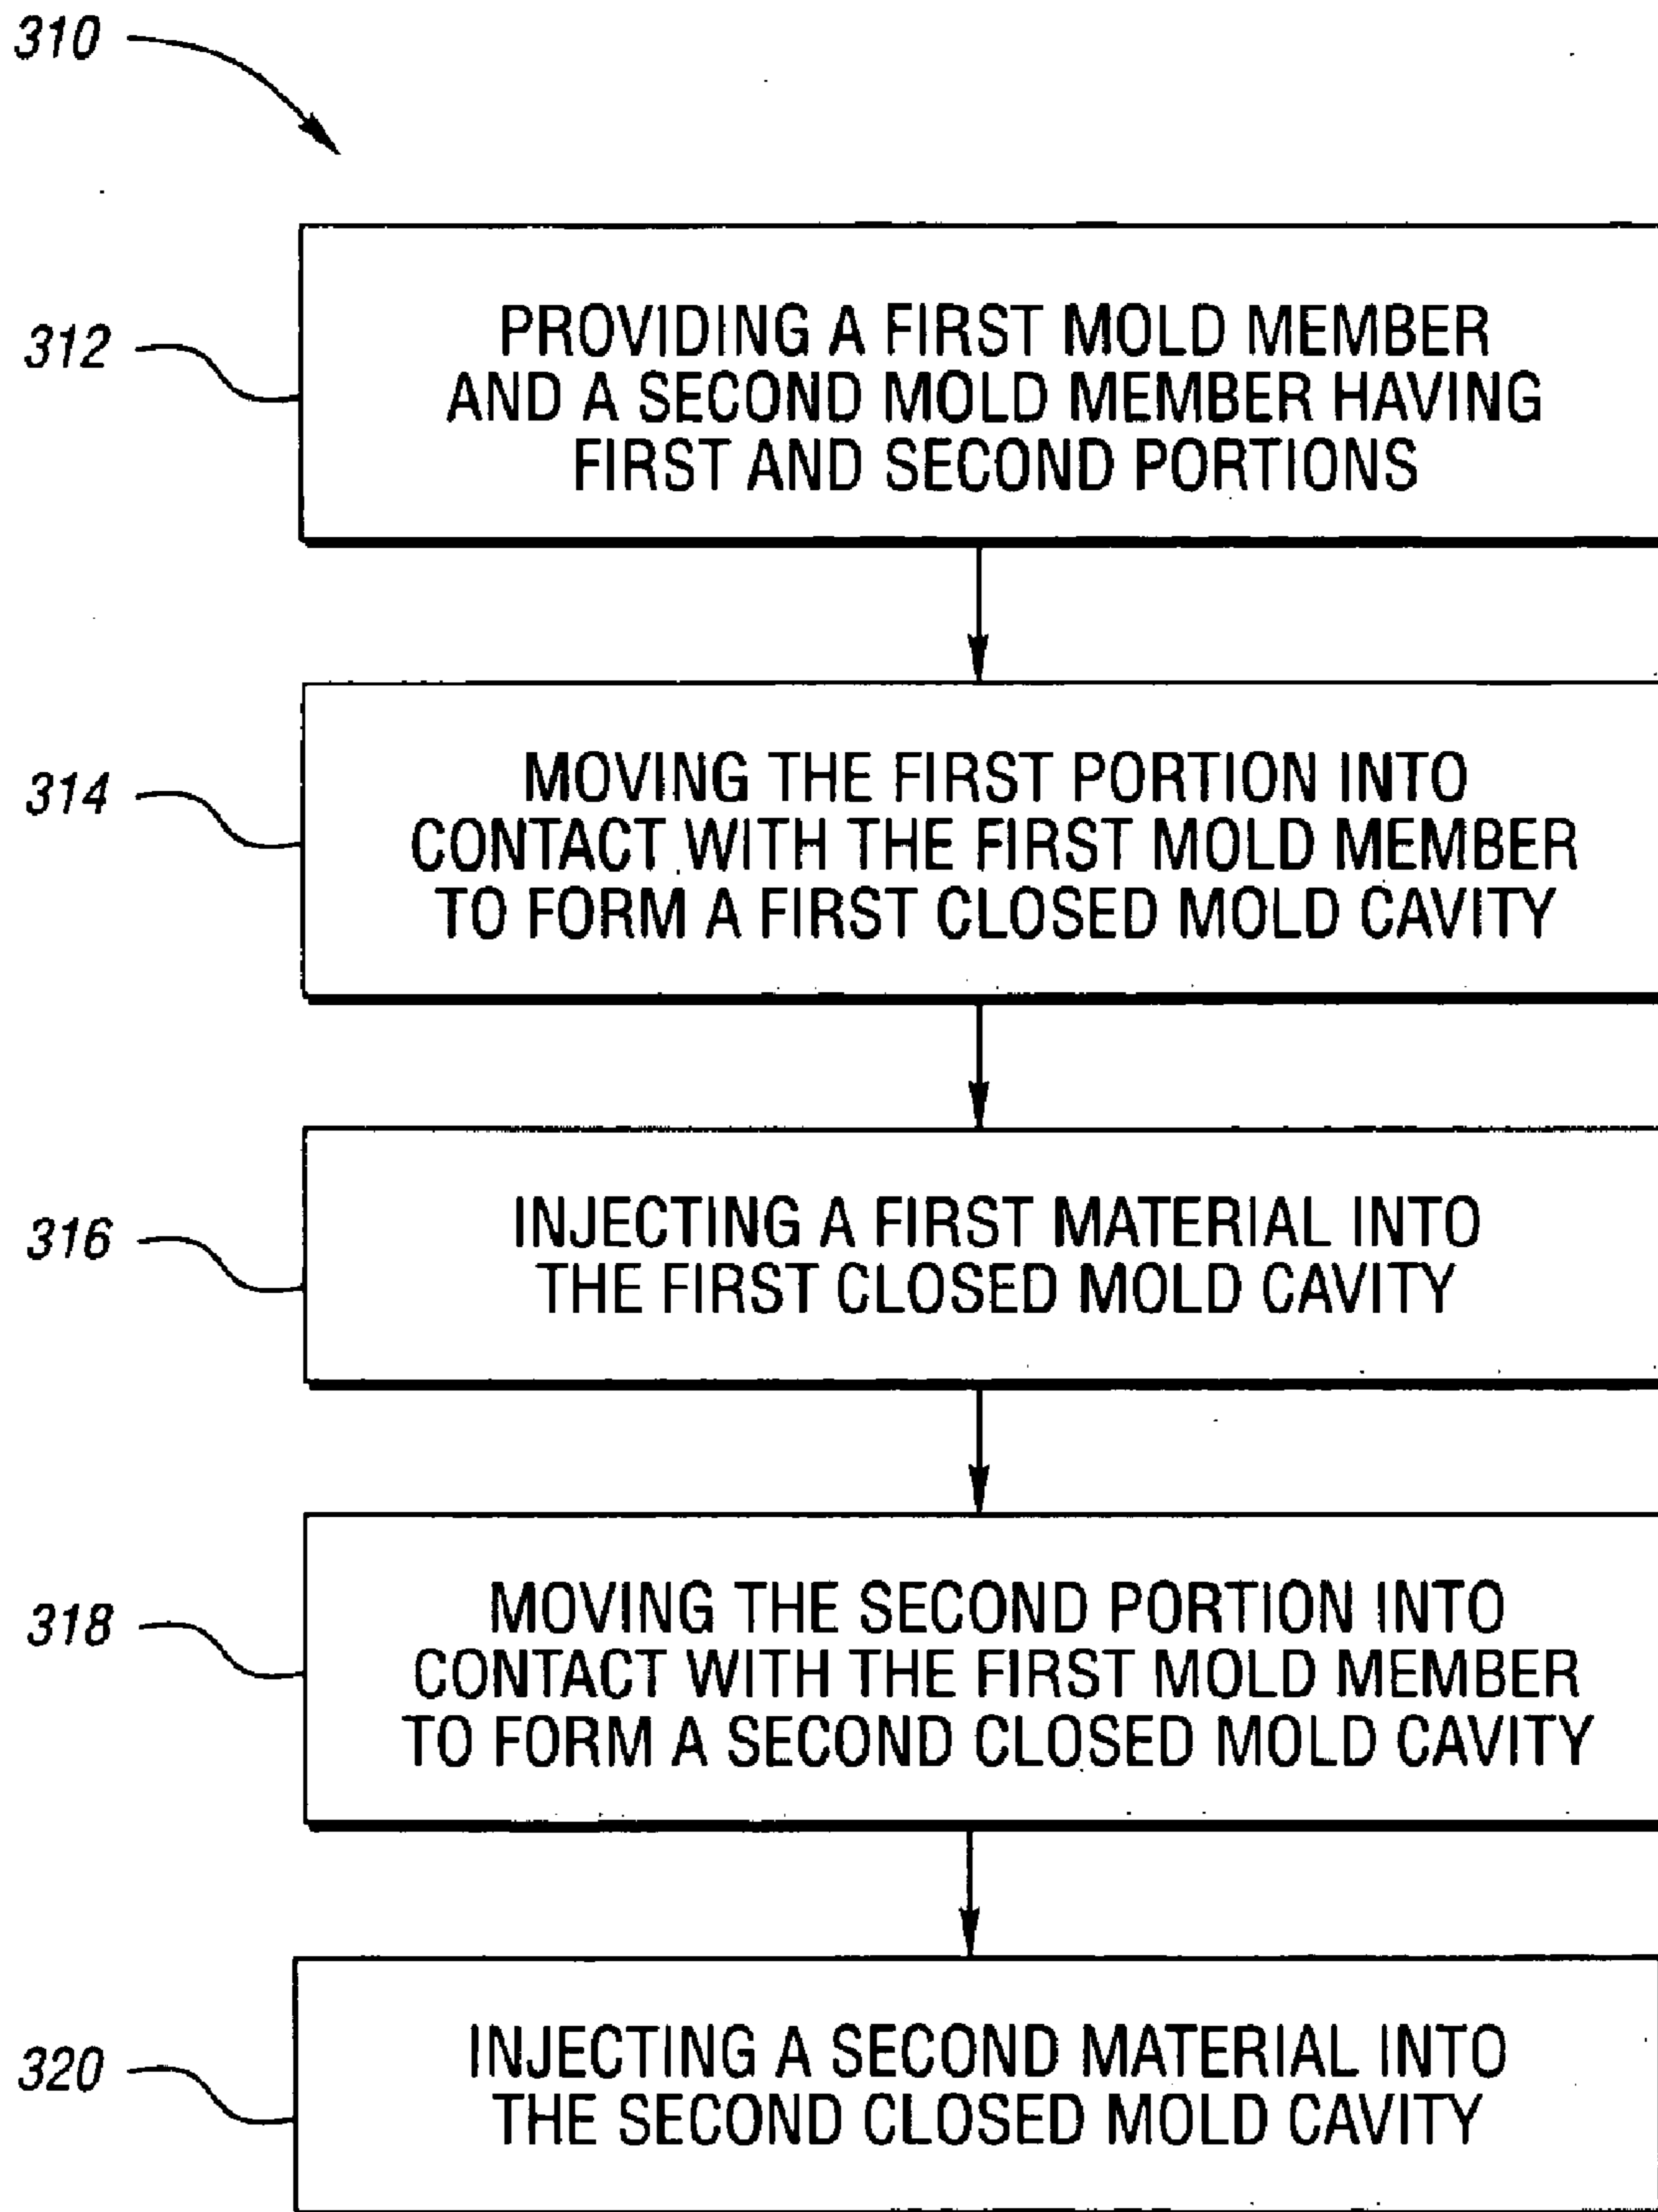 310
312
PROVIDING A FIRST MOLD MEMBER
AND A SECOND MOLD MEMBER HAVING
FIRST AND SECOND PORTIONS
314
MOVING THE FIRST PORTION INTO
CONTACT WITH THE FIRST MOLD MEMBER
TO FORM A FIRST CLOSED MOLD CAVITY
316
INJECTING A FIRST MATERIAL INTO
THE FIRST CLOSED MOLD CAVITY
318
MOVING THE SECOND PORTION INTO
CONTACT WITH THE FIRST MOLD MEMBER
TO FORM A SECOND CLOSED MOLD CAVITY
320
INJECTING A SECOND MATERIAL INTO
THE SECOND CLOSED MOLD CAVITY